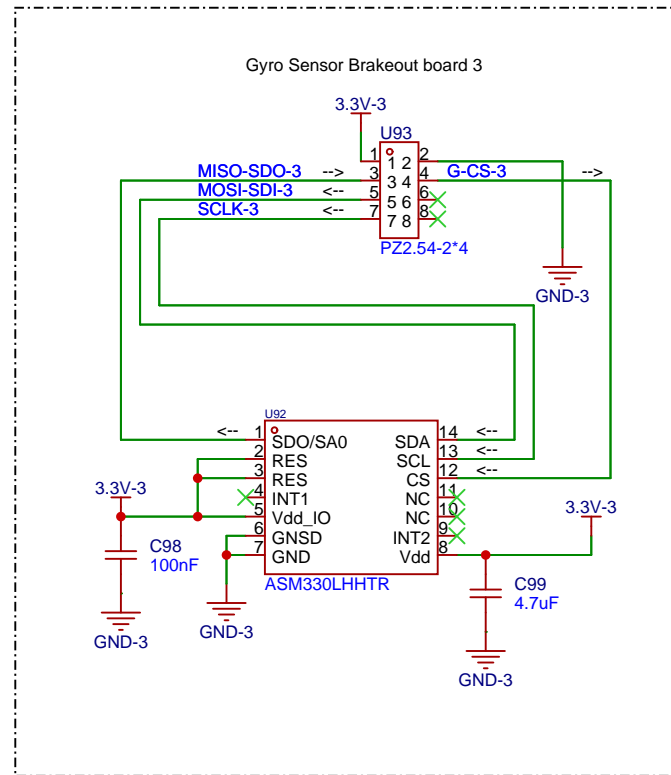 Gyro Sensor Brakeout board 3
3.3V-3
U93
1 1 2 2
MISO-SDO-3 --> 3 3 4 4 G-CS-3 -->
MOSI-SDI-3 <-- 5 5 6 6
SCLK-3 <-- 7 7 8 8
PZ2.54-2*4
GND-3
U92
<-- 1 SDO/SA0 SDA 14 <--
2 RES SCL 13 <--
3 RES CS 12 <--
3.3V-3 4 INT1 NC 11
5 Vdd_IO NC 10 3.3V-3
6 GNSD INT2 9
7 GND Vdd 8
C98
100nF
ASM330LHHTR
C99
4.7uF
GND-3
GND-3
GND-3